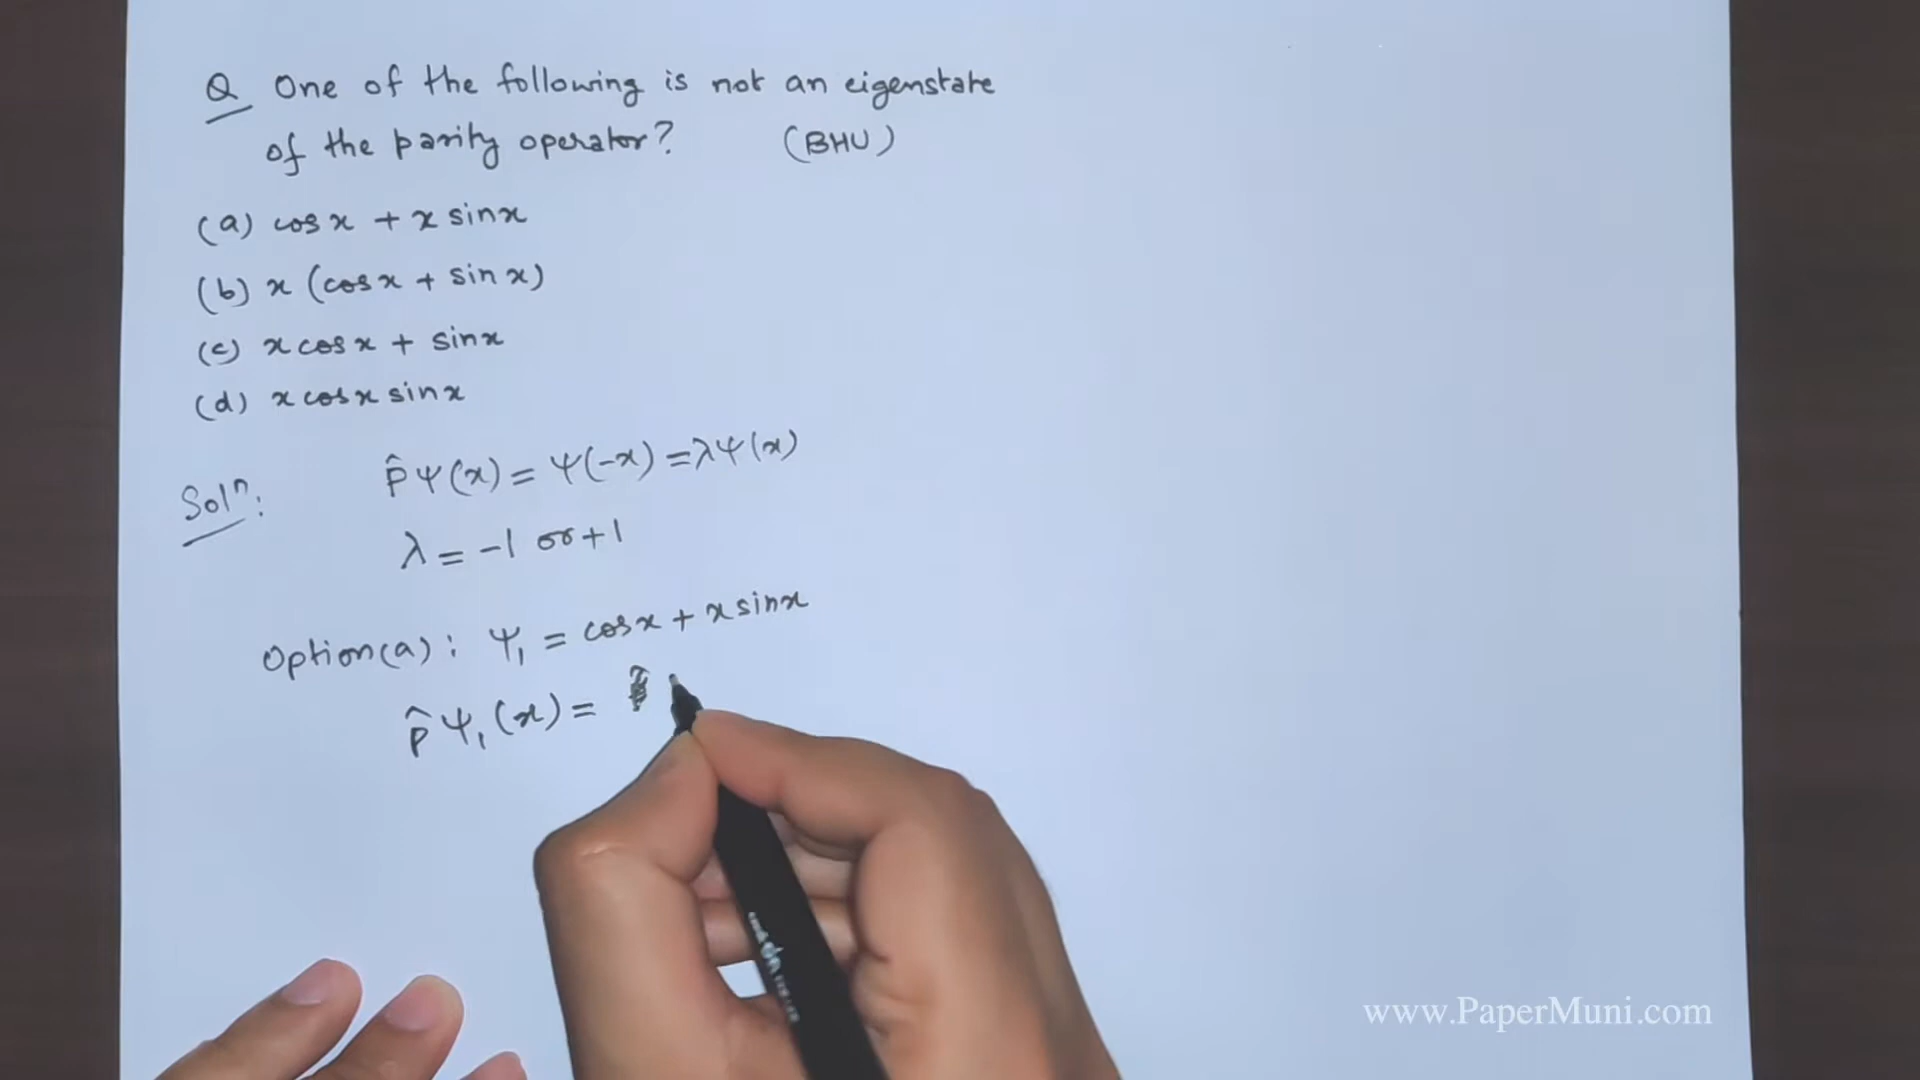 Q One of the following is not an eigenstate
of the parity operator? (BHU)
(a) cos x + x sin x
(b) x (cos x + sin x)
(c) x cos x + sin x
(d) x cos x sin x
Solⁿ: P̂ Ψ(x) = Ψ(-x) = λΨ(x)
λ = -1 or +1
Option(a): Ψ₁ = cos x + x sin x
P̂ Ψ₁(x) =
www.PaperMuni.com